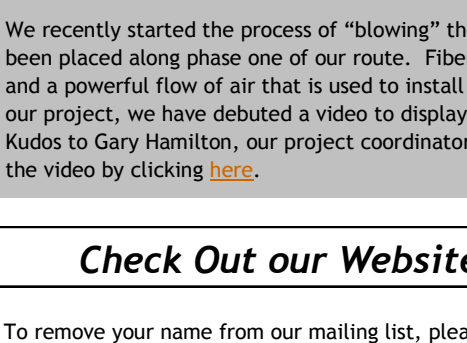 We recently started the process of “blowing” th
been placed along phase one of our route.  Fibe
and a powerful flow of air that is used to install
our project, we have debuted a video to display
Kudos to Gary Hamilton, our project coordinator
the video by clicking here.
Check Out our Website
To remove your name from our mailing list, plea